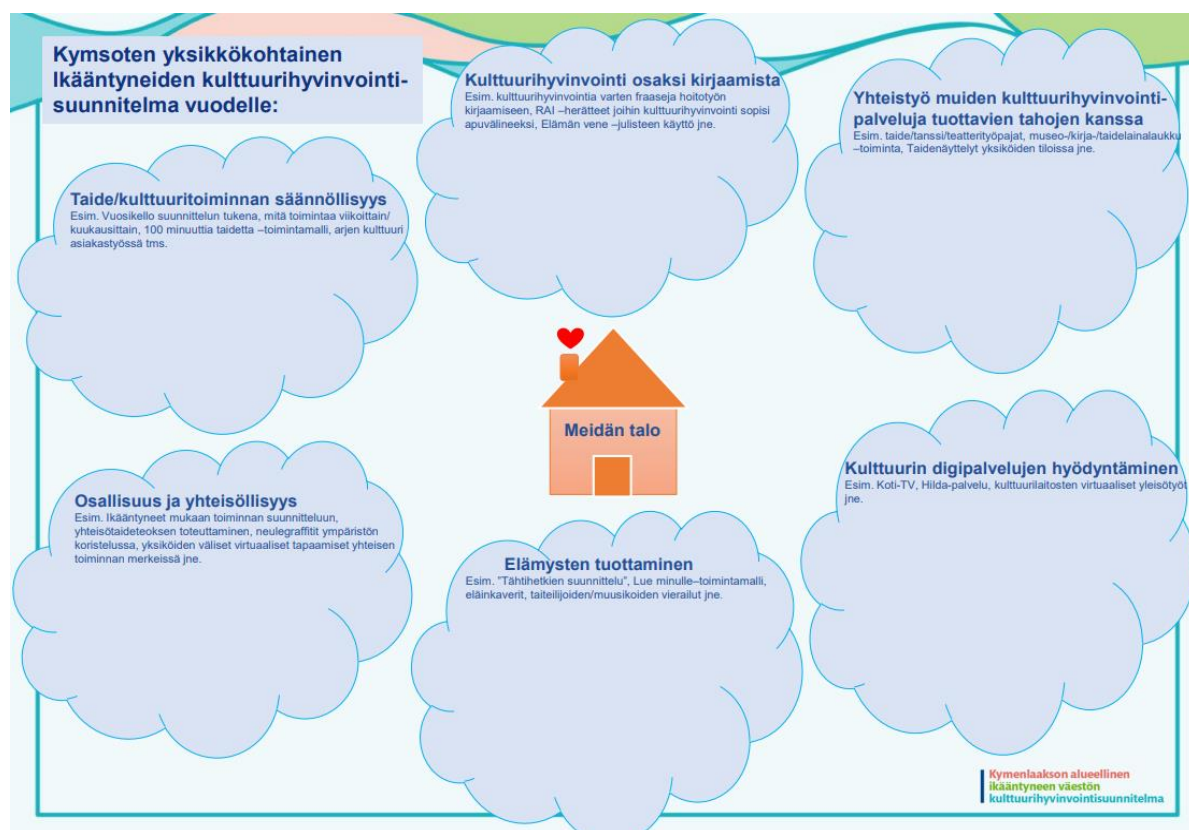 Kymsoten yksikkökohtainen
Ikääntyneiden kulttuurihyvinvointi-
suunnitelma vuodelle:
Kulttuurihyvinvointi osaksi kirjaamista
Esim. kulttuurihyvinvointia varten fraaseja hoitotyön
kirjaamiseen, RAI –herätteet joihin kulttuurihyvinvointi sopisi
apuvälineeksi, Elämän vene –julisteen käyttö jne.
Yhteistyö muiden kulttuurihyvinvointi-
palveluja tuottavien tahojen kanssa
Esim. taide/tanssi/teatterityöpajat, museo-/kirja-/taidelainalaukku
–toiminta, Taidenäyttelyt yksiköiden tiloissa jne.
Taide/kulttuuritoiminnan säännöllisyys
Esim. Vuosikello suunnittelun tukena, mitä toimintaa viikoittain/
kuukausittain, 100 minuuttia taidetta –toimintamalli, arjen kulttuuri
asiakastyössä tms.
Meidän talo
Osallisuus ja yhteisöllisyys
Esim. Ikääntyneet mukaan toiminnan suunnitteluun,
yhteisötaideteoksen toteuttaminen, neulegraffitit ympäristön
koristelussa, yksiköiden väliset virtuaaliset tapaamiset yhteisen
toiminnan merkeissä jne.
Kulttuurin digipalvelujen hyödyntäminen
Esim. Koti-TV, Hilda-palvelu, kulttuurilaitosten virtuaaliset yleisötyöt
jne.
Elämysten tuottaminen
Esim. ”Tähtihetkien suunnittelu”, Lue minulle–toimintamalli,
eläinkaverit, taiteilijoiden/muusikoiden vierailut jne.
Kymenlaakson alueellinen
ikääntyneen väestön
kulttuurihyvinvointisuunnitelma